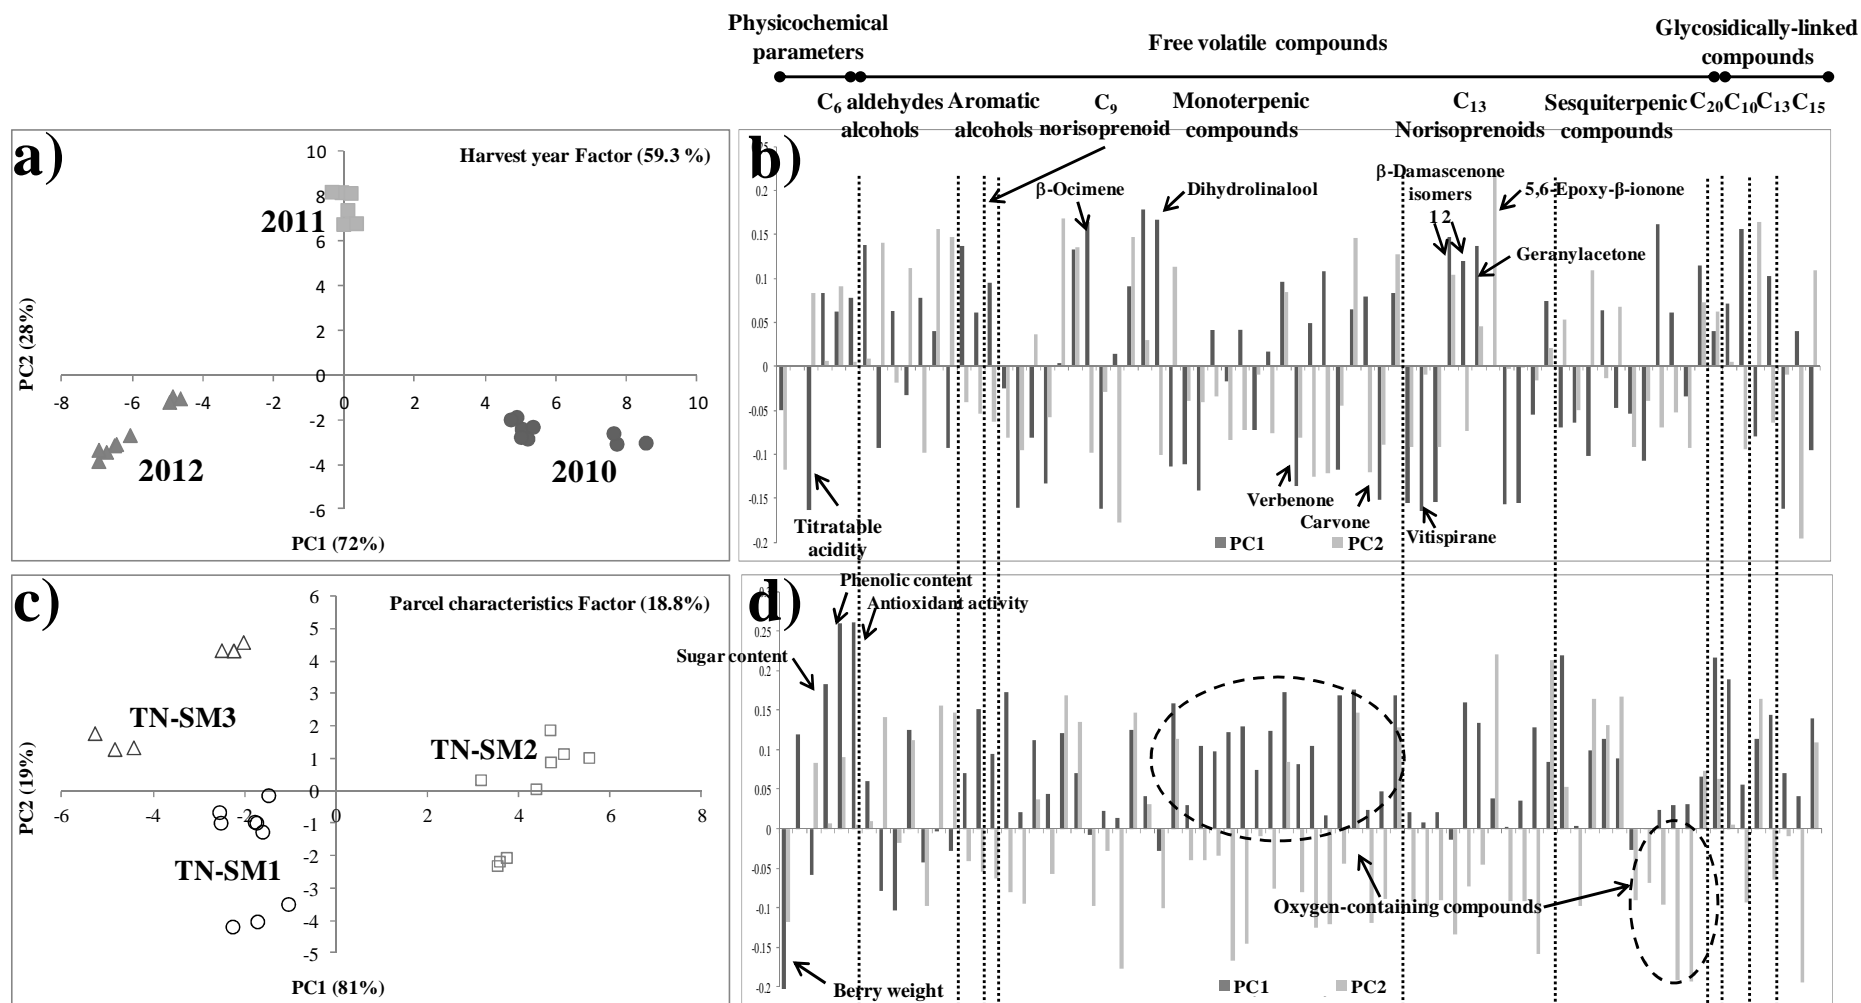 Physicochemical
parameters
Free volatile compounds
Glycosidically-linked
compounds
C6 aldehydes
alcohols
Aromatic
alcohols
C9
norisoprenoid
Monoterpenic
compounds
C13
Norisoprenoids
Sesquiterpenic
compounds
C20
C10
C13
C15
a)
Harvest year Factor (59.3 %)
10
8
6
4
2
0
-2
-4
-6
-8
-6
-4
-2
0
2
4
6
8
10
2011
2012
2010
PC2 (28%)
PC1 (72%)
b)
0.2
0.15
0.1
0.05
0
-0.05
-0.1
-0.15
-0.2
β-Ocimene
Dihydrolinalool
β-Damascenone
isomers
1 2
5,6-Epoxy-β-ionone
Geranylacetone
Titratable
acidity
Verbenone
Carvone
Vitispirane
PC1
PC2
c)
Parcel characteristics Factor (18.8%)
6
5
4
3
2
1
0
-1
-2
-3
-4
-5
-6
-4
-2
0
2
4
6
8
TN-SM3
TN-SM2
TN-SM1
PC2 (19%)
PC1 (81%)
d)
Phenolic content
Antioxidant activity
Sugar content
0.25
0.2
0.15
0.1
0.05
0
-0.05
-0.1
-0.15
-0.2
Oxygen-containing compounds
Berry weight
PC1
PC2